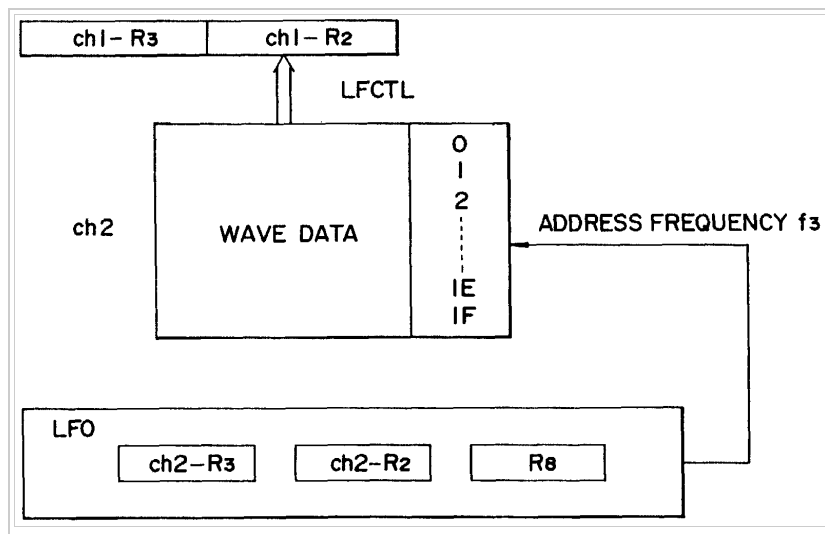 ch1-R3 ch1-R2
LFCTL
0
1
2
ch2 WAVE DATA
ADDRESS FREQUENCY f3
1E
1F
LFO
ch2-R3 ch2-R2 R8